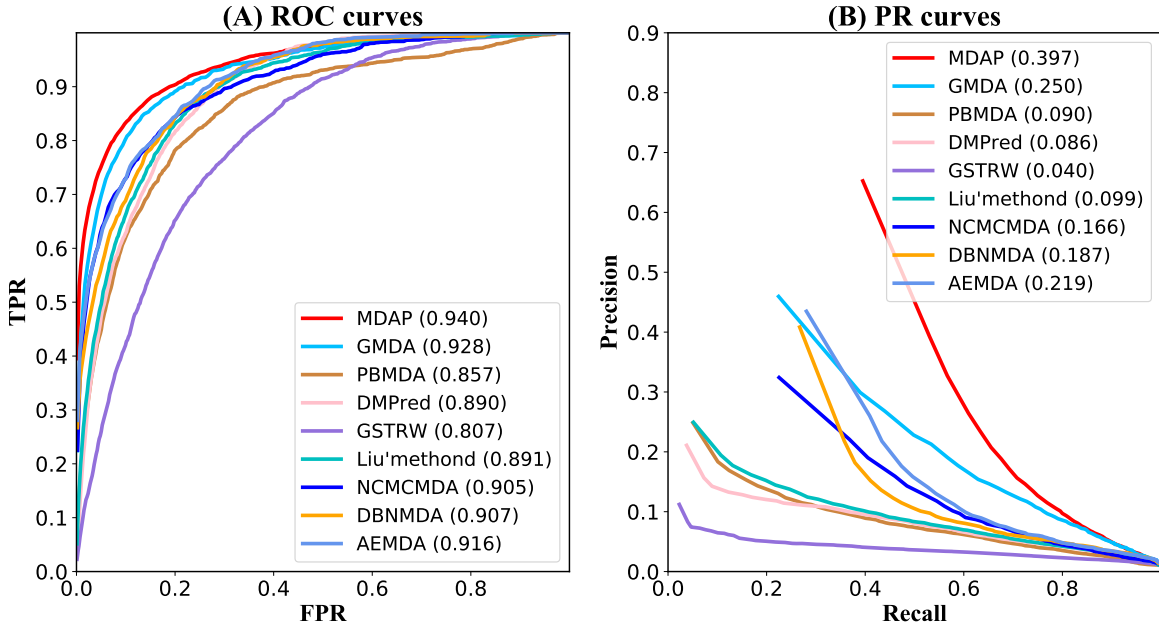 (A) ROC curves
TPR
0.9
0.8
0.7
0.6
0.5
0.4
0.3
0.2
0.1
0.0
0.0 0.2 0.4 0.6 0.8
FPR
MDAP (0.940)
GMDA (0.928)
PBMDA (0.857)
DMPred (0.890)
GSTRW (0.807)
Liu'methond (0.891)
NCMCMDA (0.905)
DBNMDA (0.907)
AEMDA (0.916)
(B) PR curves
Precision
0.9
0.8
0.7
0.6
0.5
0.4
0.3
0.2
0.1
0.0
0.0 0.2 0.4 0.6 0.8
Recall
MDAP (0.397)
GMDA (0.250)
PBMDA (0.090)
DMPred (0.086)
GSTRW (0.040)
Liu'methond (0.099)
NCMCMDA (0.166)
DBNMDA (0.187)
AEMDA (0.219)